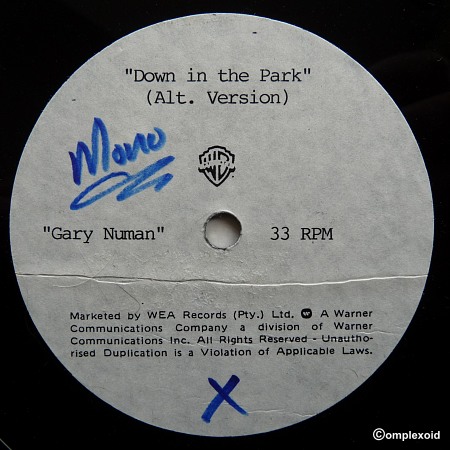 "Down in the Park"
(Alt. Version)
Mono
WB
"Gary Numan" 33 RPM
Marketed by WEA Records (Pty.) Ltd. W A Warner
Communications Company a division of Warner
Communications Inc. All Rights Reserved - Unautho-
rised Duplication is a Violation of Applicable Laws.
X
©omplexoid